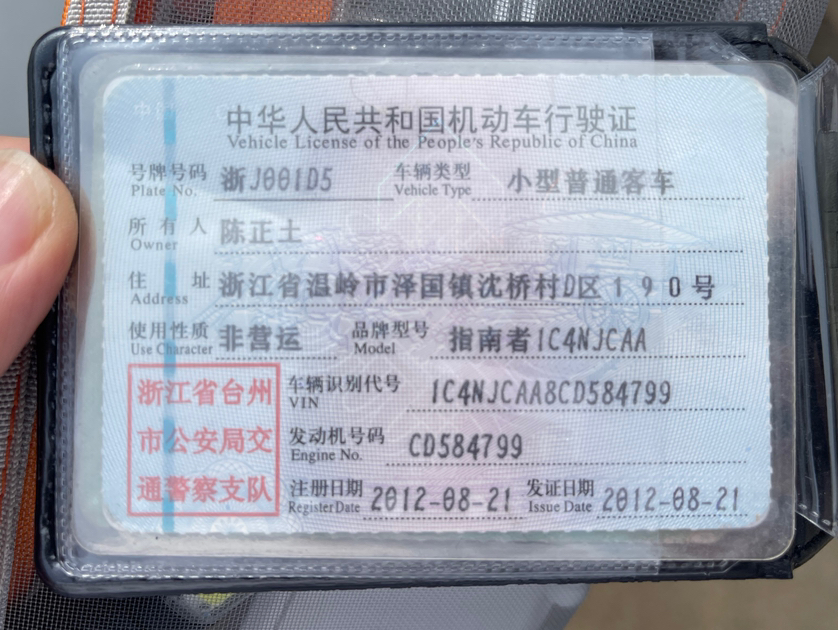 中华人民共和国机动车行驶证
Vehicle License of the People's Republic of China
号牌号码 浙J001D5 车辆类型 小型普通客车
Plate No. Vehicle Type
所有人 陈正土
Owner
住址 浙江省温岭市泽国镇沈桥村D区190号
Address
使用性质 非营运 品牌型号 指南者1C4NJCAA
Use Character Model
浙江省台州 车辆识别代号 1C4NJCAA8CD584799
VIN
市公安局交 发动机号码 CD584799
Engine No.
通警察支队 注册日期 2012-08-21 发证日期 2012-08-21
Register Date Issue Date